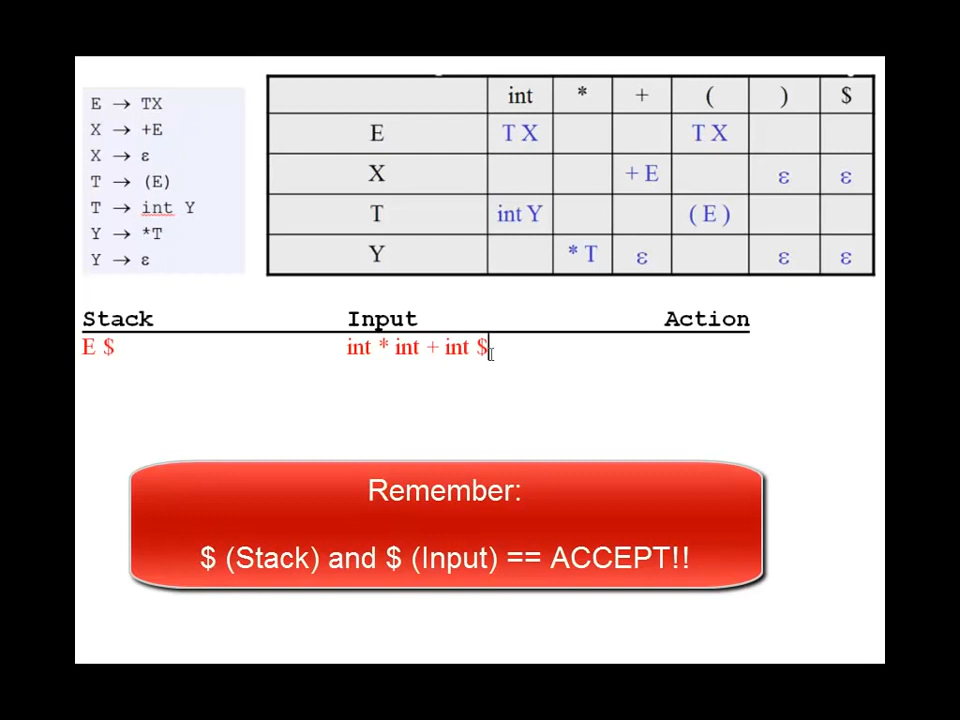 E → TX
X → +E
X → ε
T → (E)
T → int Y
Y → *T
Y → ε
int * + ( ) $
E T X T X
X + E ε ε
T int Y ( E )
Y * T ε ε ε
Stack Input Action
E $ int * int + int $
Remember:
$ (Stack) and $ (Input) == ACCEPT!!